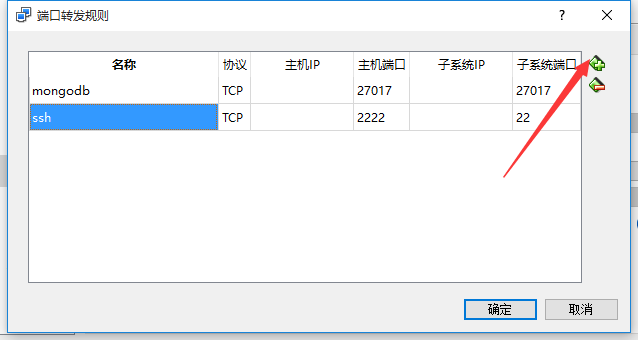 端口转发规则 ?
名称 协议 主机IP 主机端口 子系统IP 子系统端口
mongodb TCP 27017 27017
ssh TCP 2222 22
确定 取消